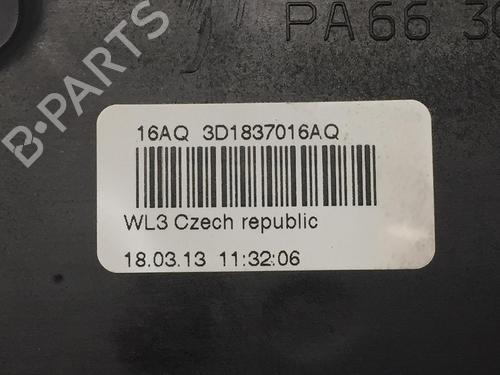 PA66
16AQ 3D1837016AQ
WL3 Czech republic
18.03.13 11:32:06
B-PARTS